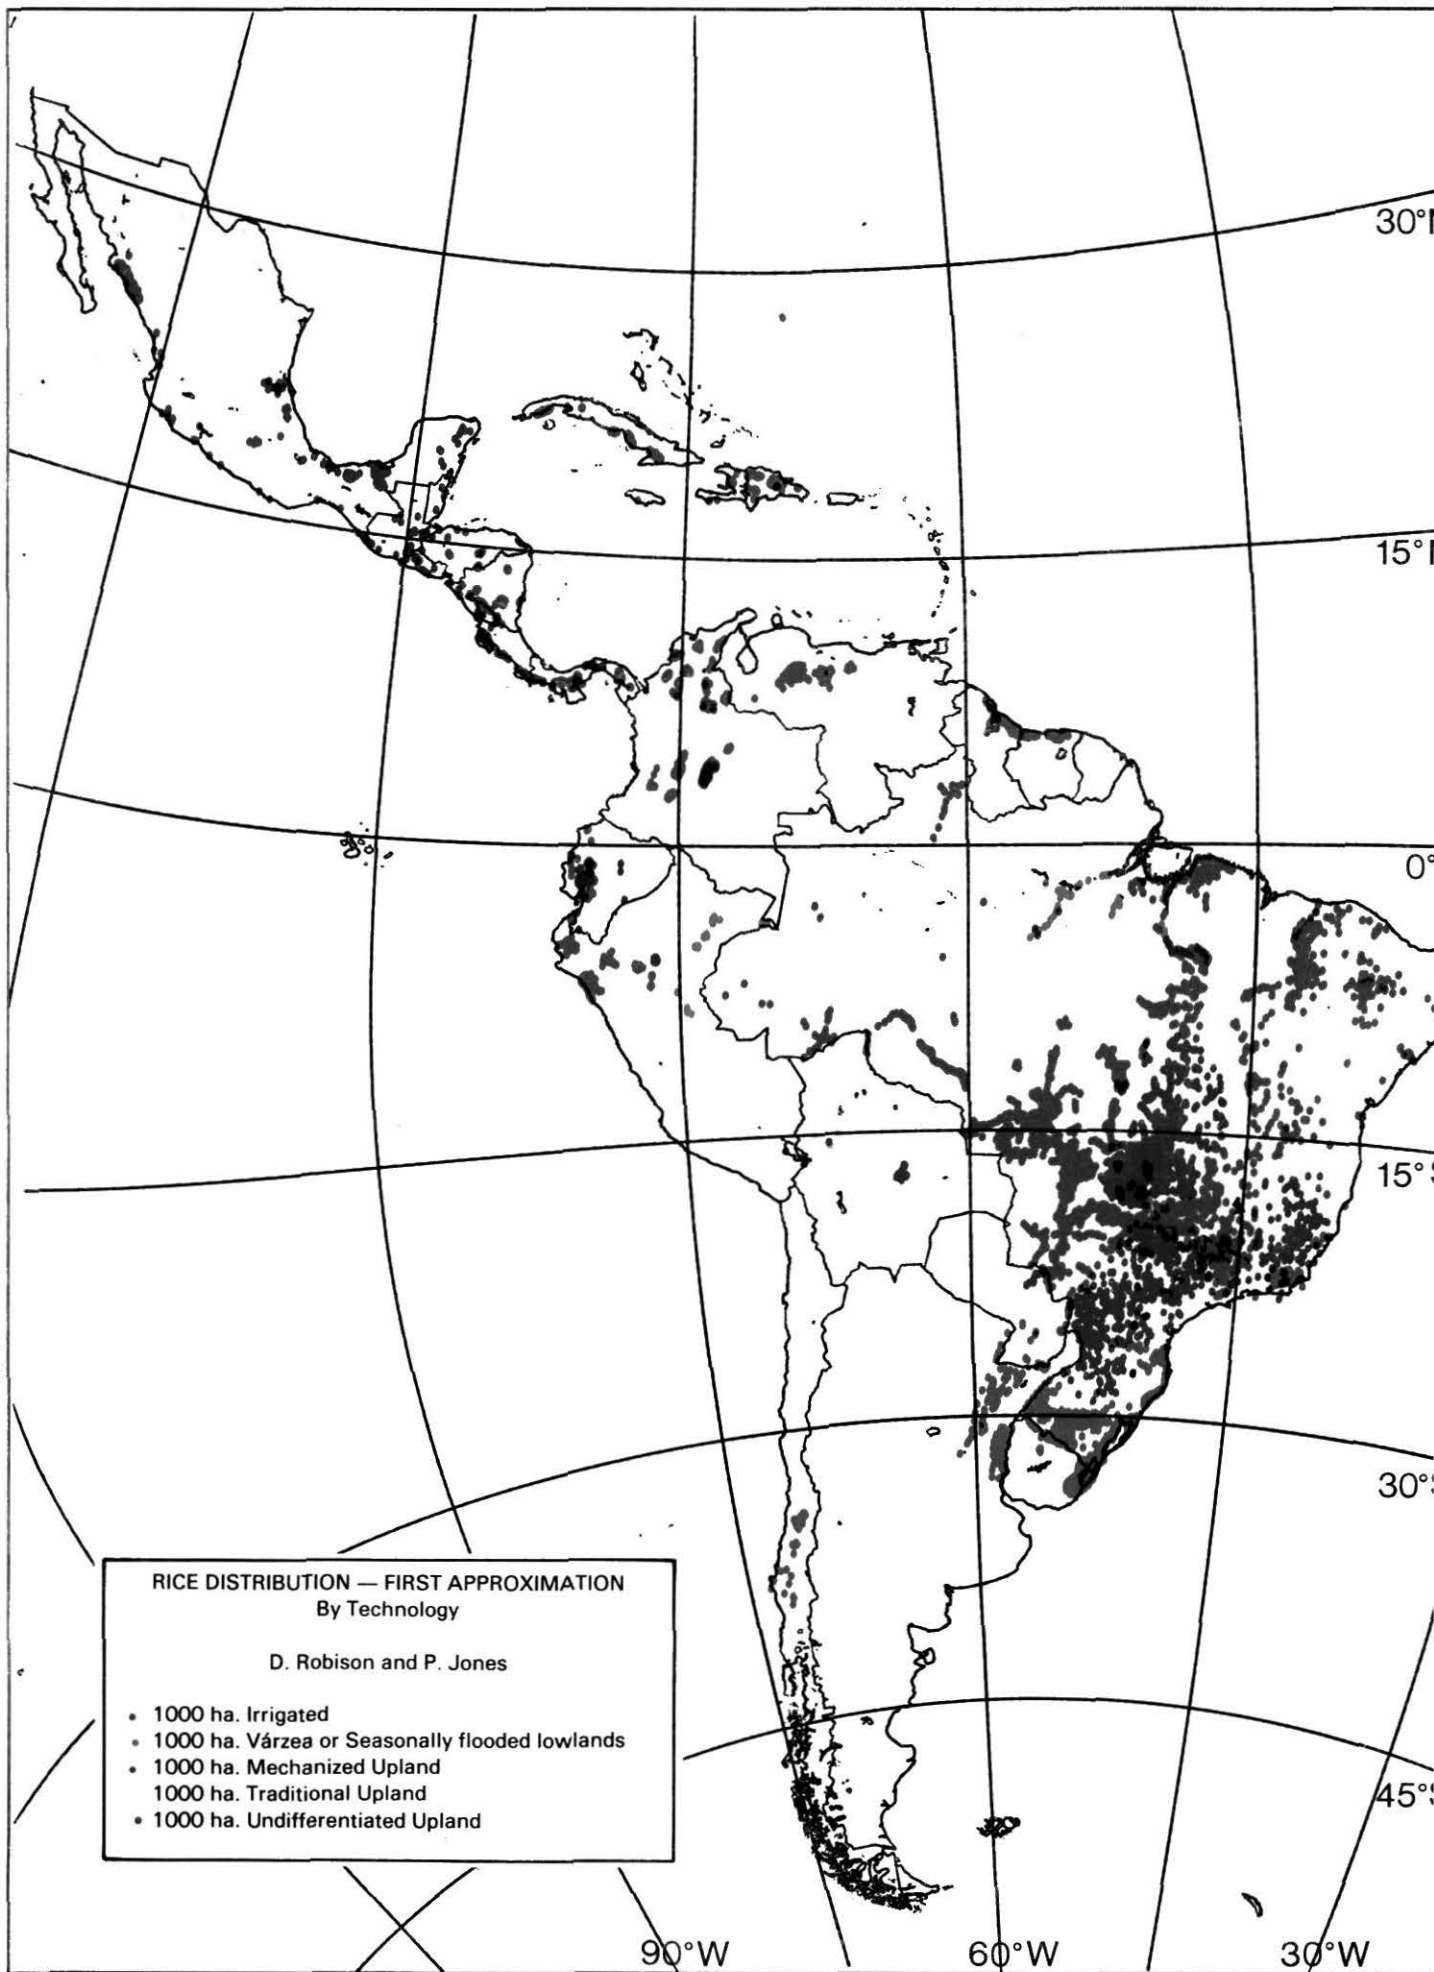 30°N
15°N
0°
15°S
30°S
45°S
RICE DISTRIBUTION — FIRST APPROXIMATION
By Technology
D. Robison and P. Jones
1000 ha. Irrigated
1000 ha. Várzea or Seasonally flooded lowlands
1000 ha. Mechanized Upland
1000 ha. Traditional Upland
1000 ha. Undifferentiated Upland
90°W 60°W 30°W